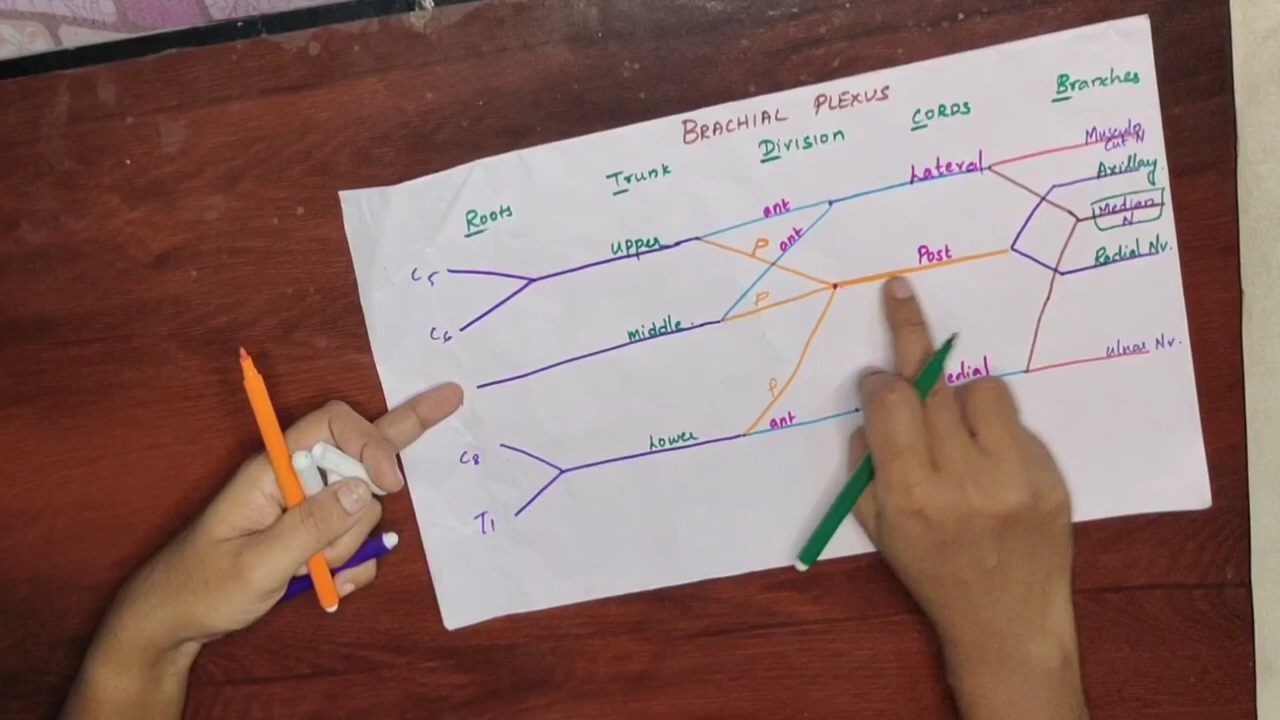 BRACHIAL PLEXUS
Roots
Trunk
Division
CORDS
Branches
C5
C6
C8
T1
Upper
middle
Lower
ant
P
ant
P
P
ant
Lateral
Post
edial
Musculo
Cut N
Axillary
Median
N
Radial Nv.
ulnar Nv.